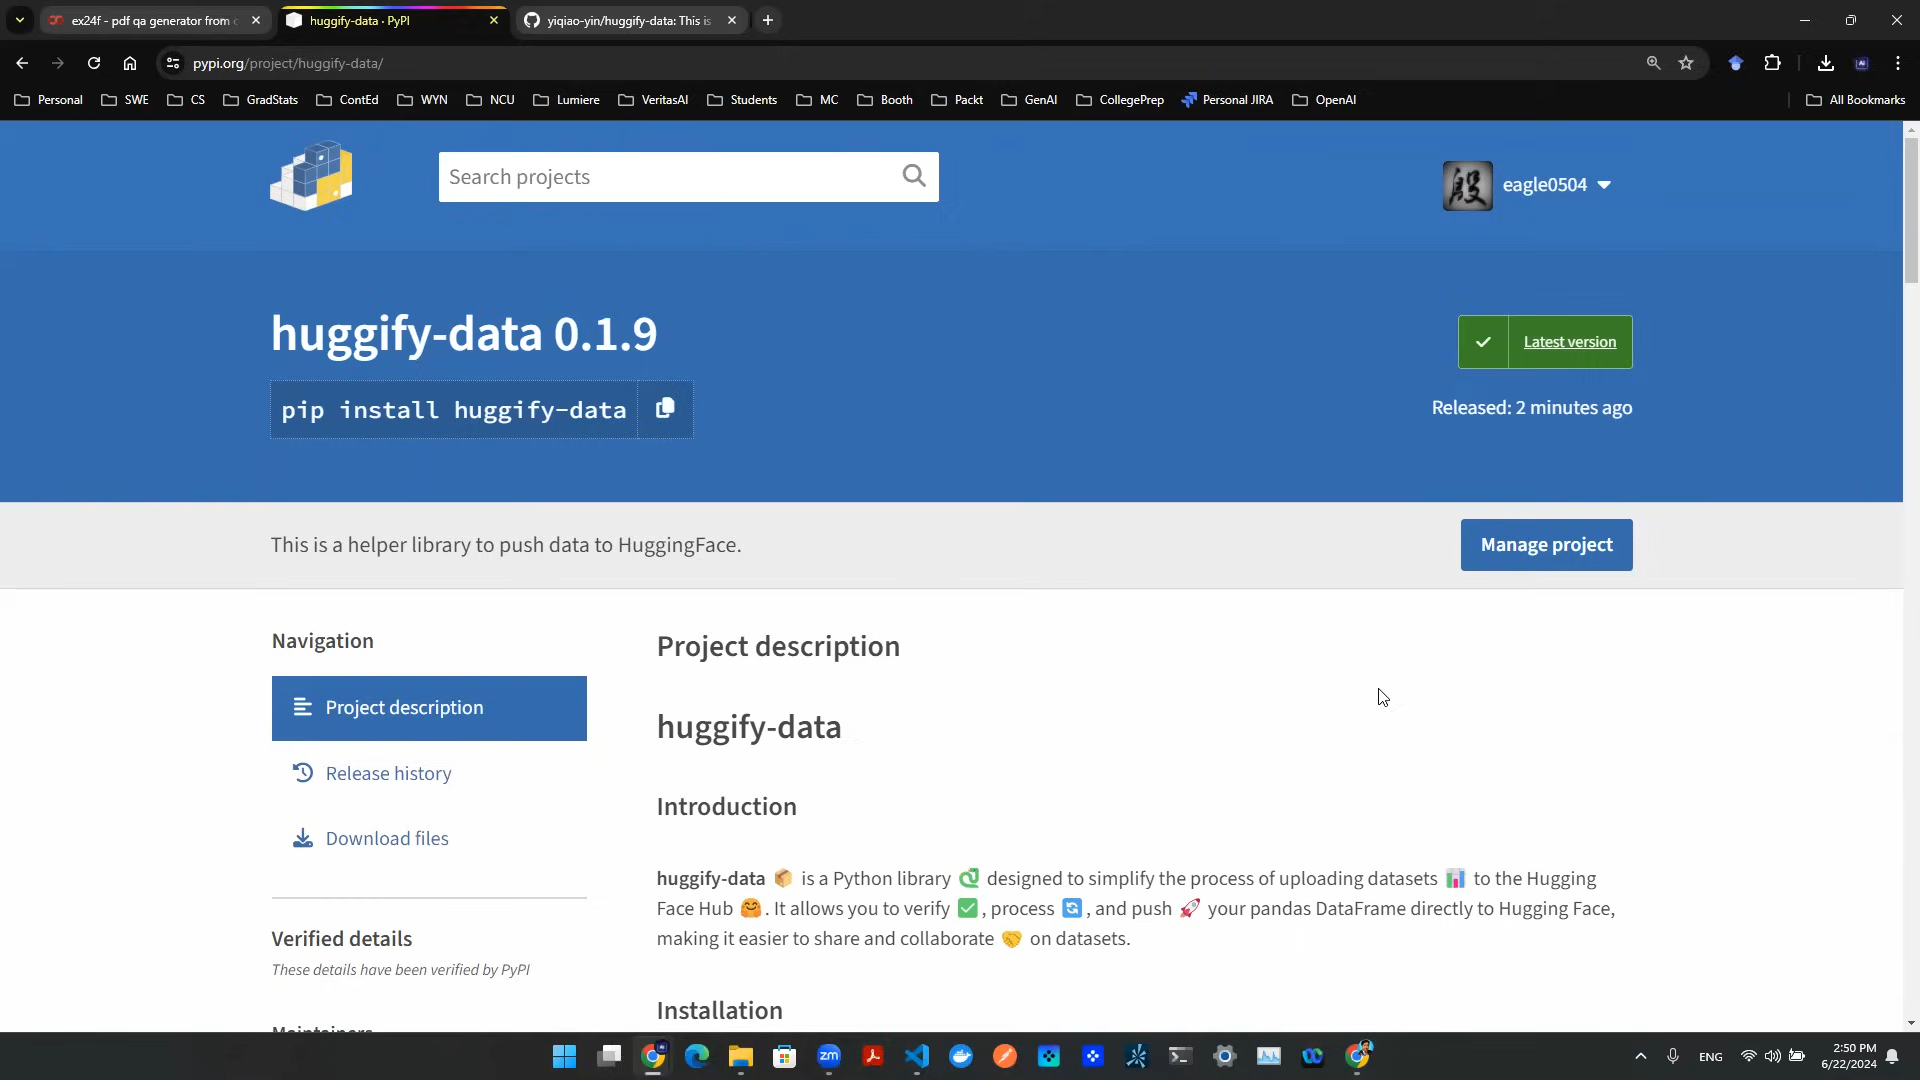 ex24f - pdf qa generator from
huggify-data · PyPI
yiqiao-yin/huggify-data: This is
pypi.org/project/huggify-data/
Personal
SWE
CS
GradStats
ContEd
WYN
NCU
Lumiere
VeritasAI
Students
MC
Booth
Packt
GenAI
CollegePrep
Personal JIRA
OpenAI
All Bookmarks
Search projects
殷
eagle0504
huggify-data 0.1.9
Latest version
pip install huggify-data
Released: 2 minutes ago
This is a helper library to push data to HuggingFace.
Manage project
Navigation
Project description
Release history
Download files
Verified details
These details have been verified by PyPI
Maintainers
Project description
huggify-data
Introduction
huggify-data 📦 is a Python library 🐍 designed to simplify the process of uploading datasets 📊 to the Hugging
Face Hub 🤗. It allows you to verify ✅, process 🔄, and push 🚀 your pandas DataFrame directly to Hugging Face,
making it easier to share and collaborate 🤝 on datasets.
Installation
zm
ENG
2:50 PM
6/22/2024